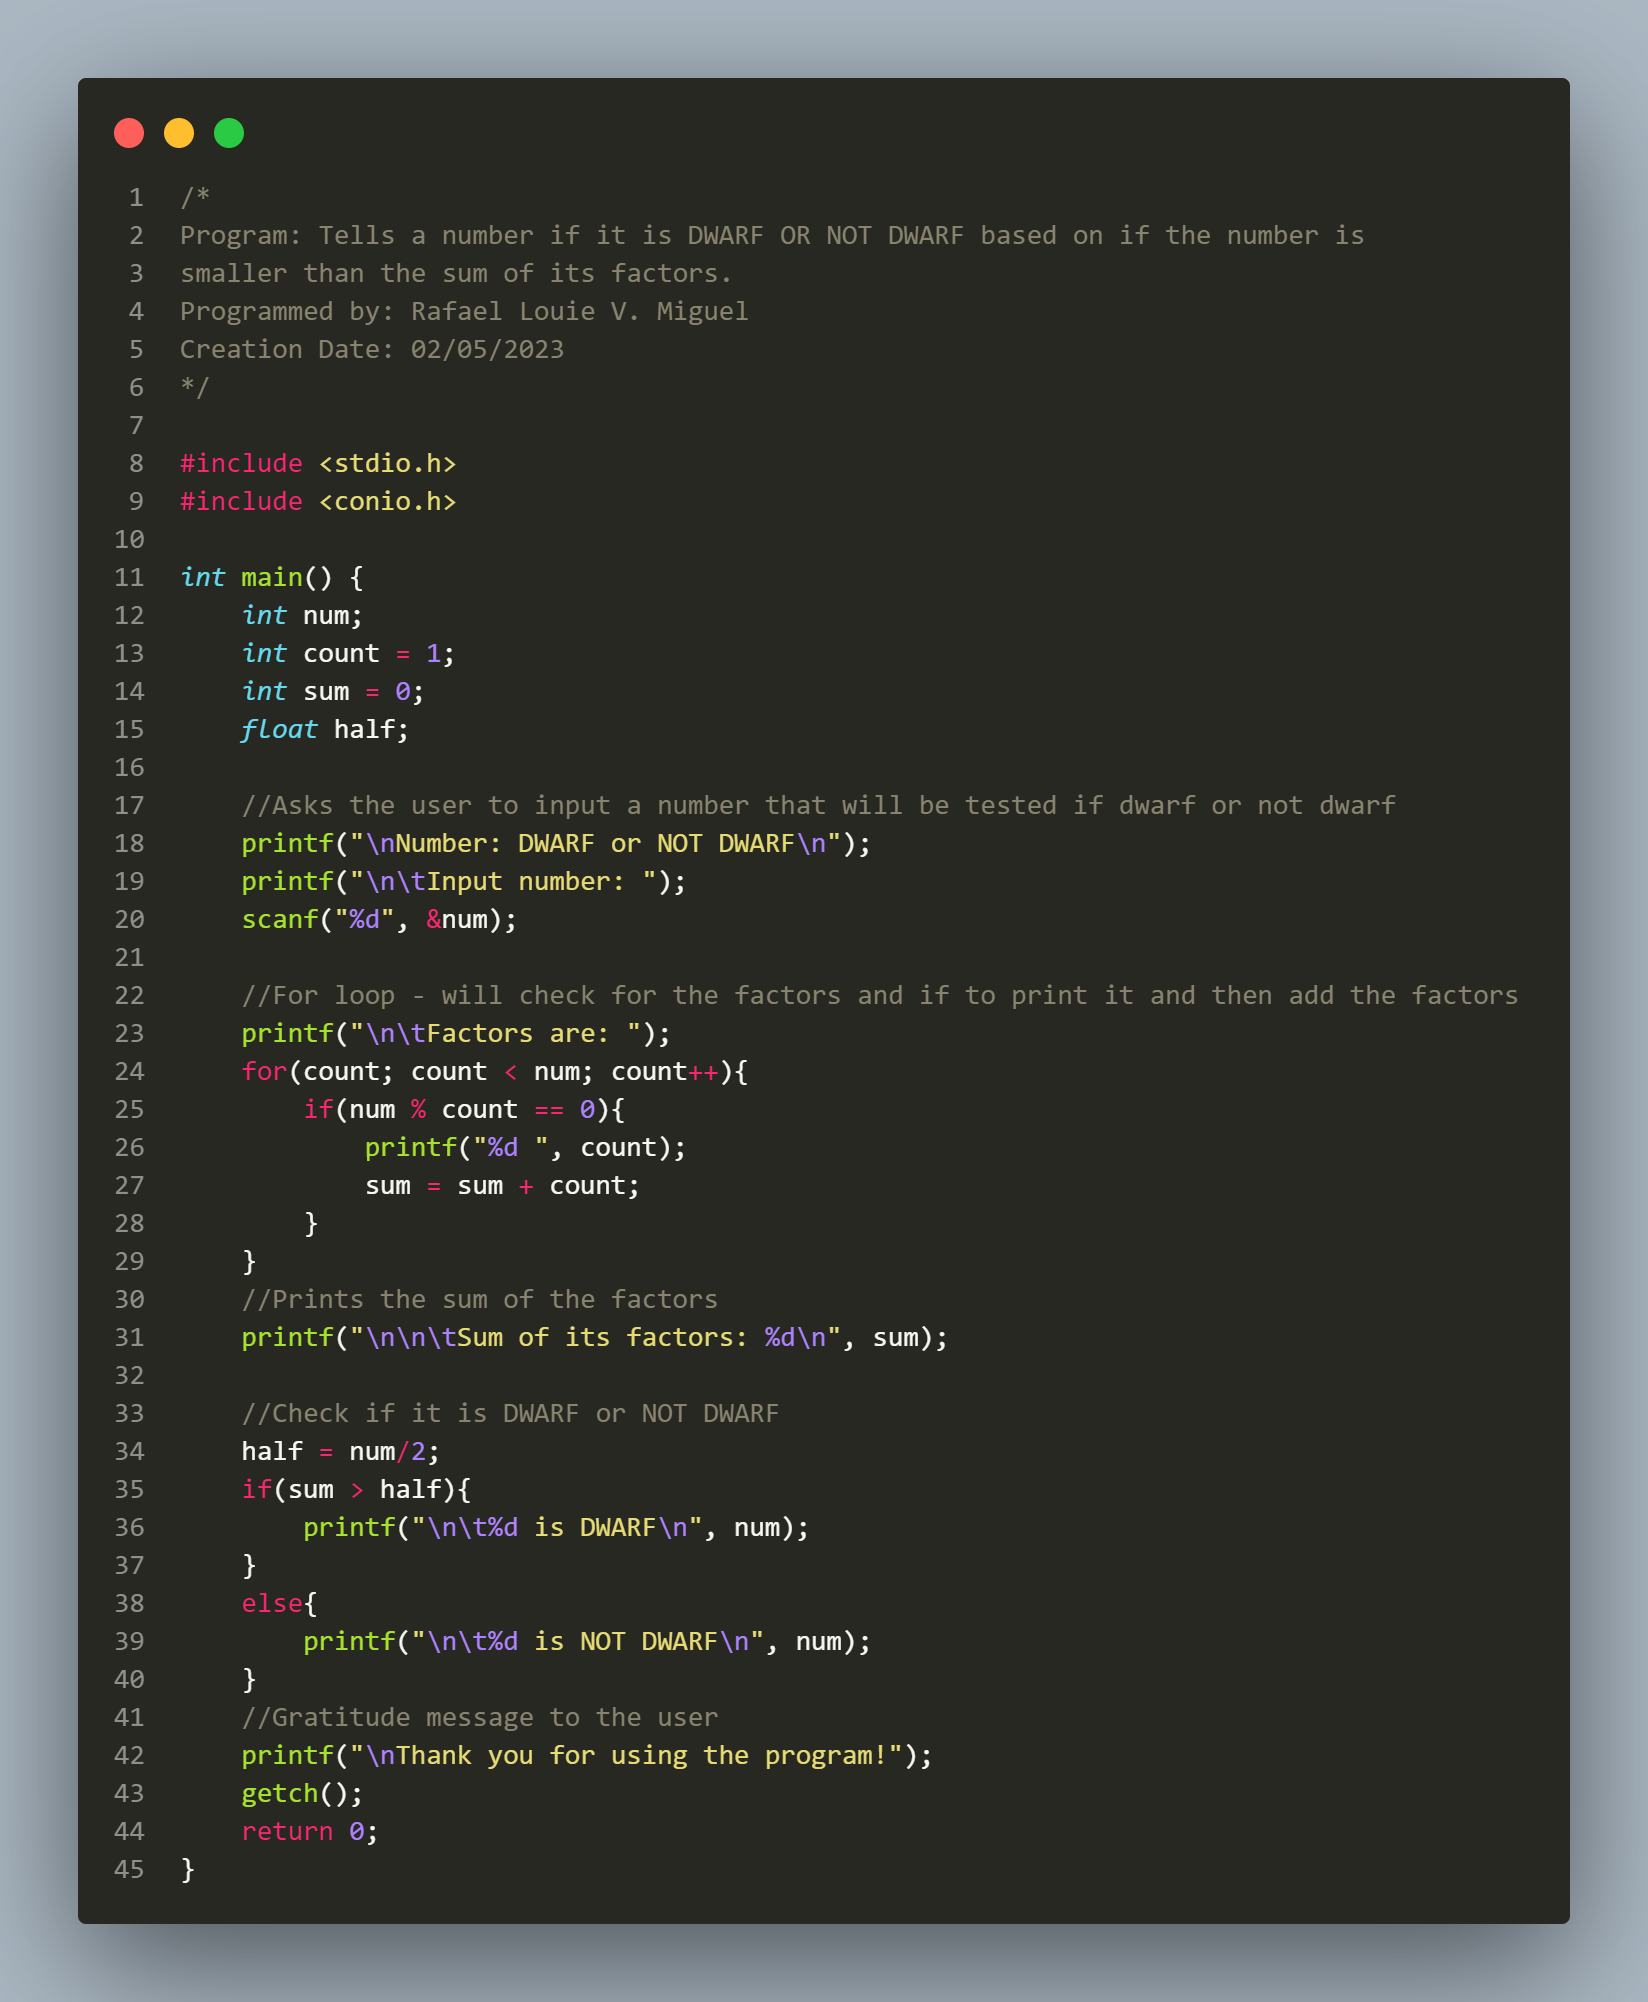 1 /*
2 Program: Tells a number if it is DWARF OR NOT DWARF based on if the number is
3 smaller than the sum of its factors.
4 Programmed by: Rafael Louie V. Miguel
5 Creation Date: 02/05/2023
6 */
7
8 #include <stdio.h>
9 #include <conio.h>
10
11 int main() {
12     int num;
13     int count = 1;
14     int sum = 0;
15     float half;
16
17     //Asks the user to input a number that will be tested if dwarf or not dwarf
18     printf("\nNumber: DWARF or NOT DWARF\n");
19     printf("\n\tInput number: ");
20     scanf("%d", &num);
21
22     //For loop - will check for the factors and if to print it and then add the factors
23     printf("\n\tFactors are: ");
24     for(count; count < num; count++){
25         if(num % count == 0){
26             printf("%d ", count);
27             sum = sum + count;
28         }
29     }
30     //Prints the sum of the factors
31     printf("\n\n\tSum of its factors: %d\n", sum);
32
33     //Check if it is DWARF or NOT DWARF
34     half = num/2;
35     if(sum > half){
36         printf("\n\t%d is DWARF\n", num);
37     }
38     else{
39         printf("\n\t%d is NOT DWARF\n", num);
40     }
41     //Gratitude message to the user
42     printf("\nThank you for using the program!");
43     getch();
44     return 0;
45 }